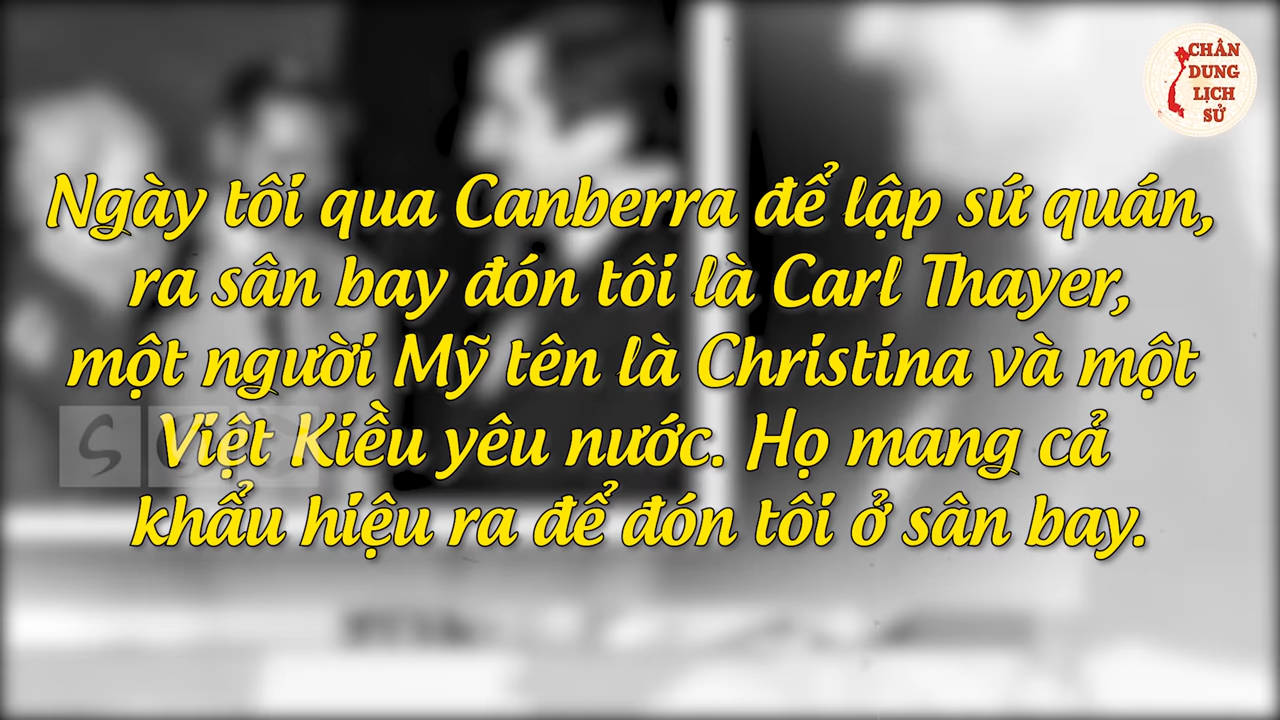 CHÂN
DUNG
LỊCH
SỬ
Ngày tôi qua Canberra để lập sứ quán,
ra sân bay đón tôi là Carl Thayer,
một người Mỹ tên là Christina và một
Việt Kiều yêu nước. Họ mang cả
khẩu hiệu ra để đón tôi ở sân bay.